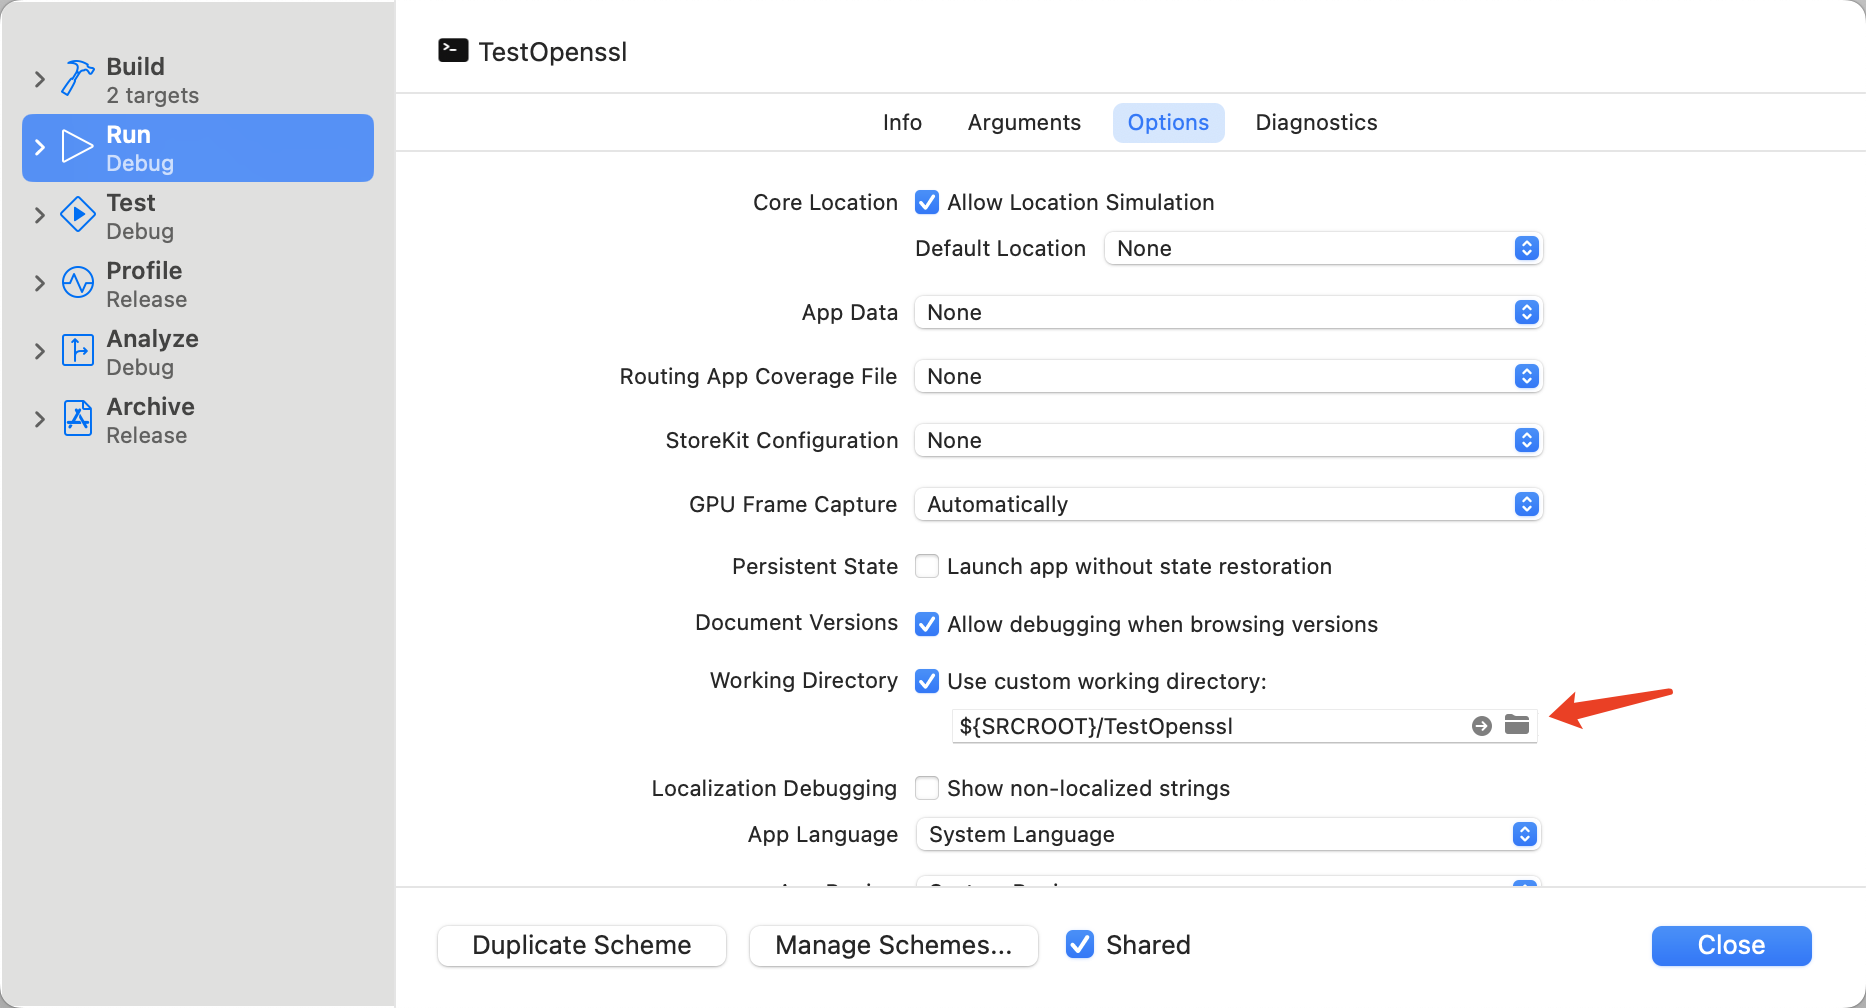 Build
2 targets
Run
Debug
Test
Debug
Profile
Release
Analyze
Debug
Archive
Release
TestOpenssl
Info Arguments Options Diagnostics
Core Location Allow Location Simulation
Default Location None
App Data None
Routing App Coverage File None
StoreKit Configuration None
GPU Frame Capture Automatically
Persistent State Launch app without state restoration
Document Versions Allow debugging when browsing versions
Working Directory Use custom working directory:
${SRCROOT}/TestOpenssl
Localization Debugging Show non-localized strings
App Language System Language
Duplicate Scheme Manage Schemes... Shared Close